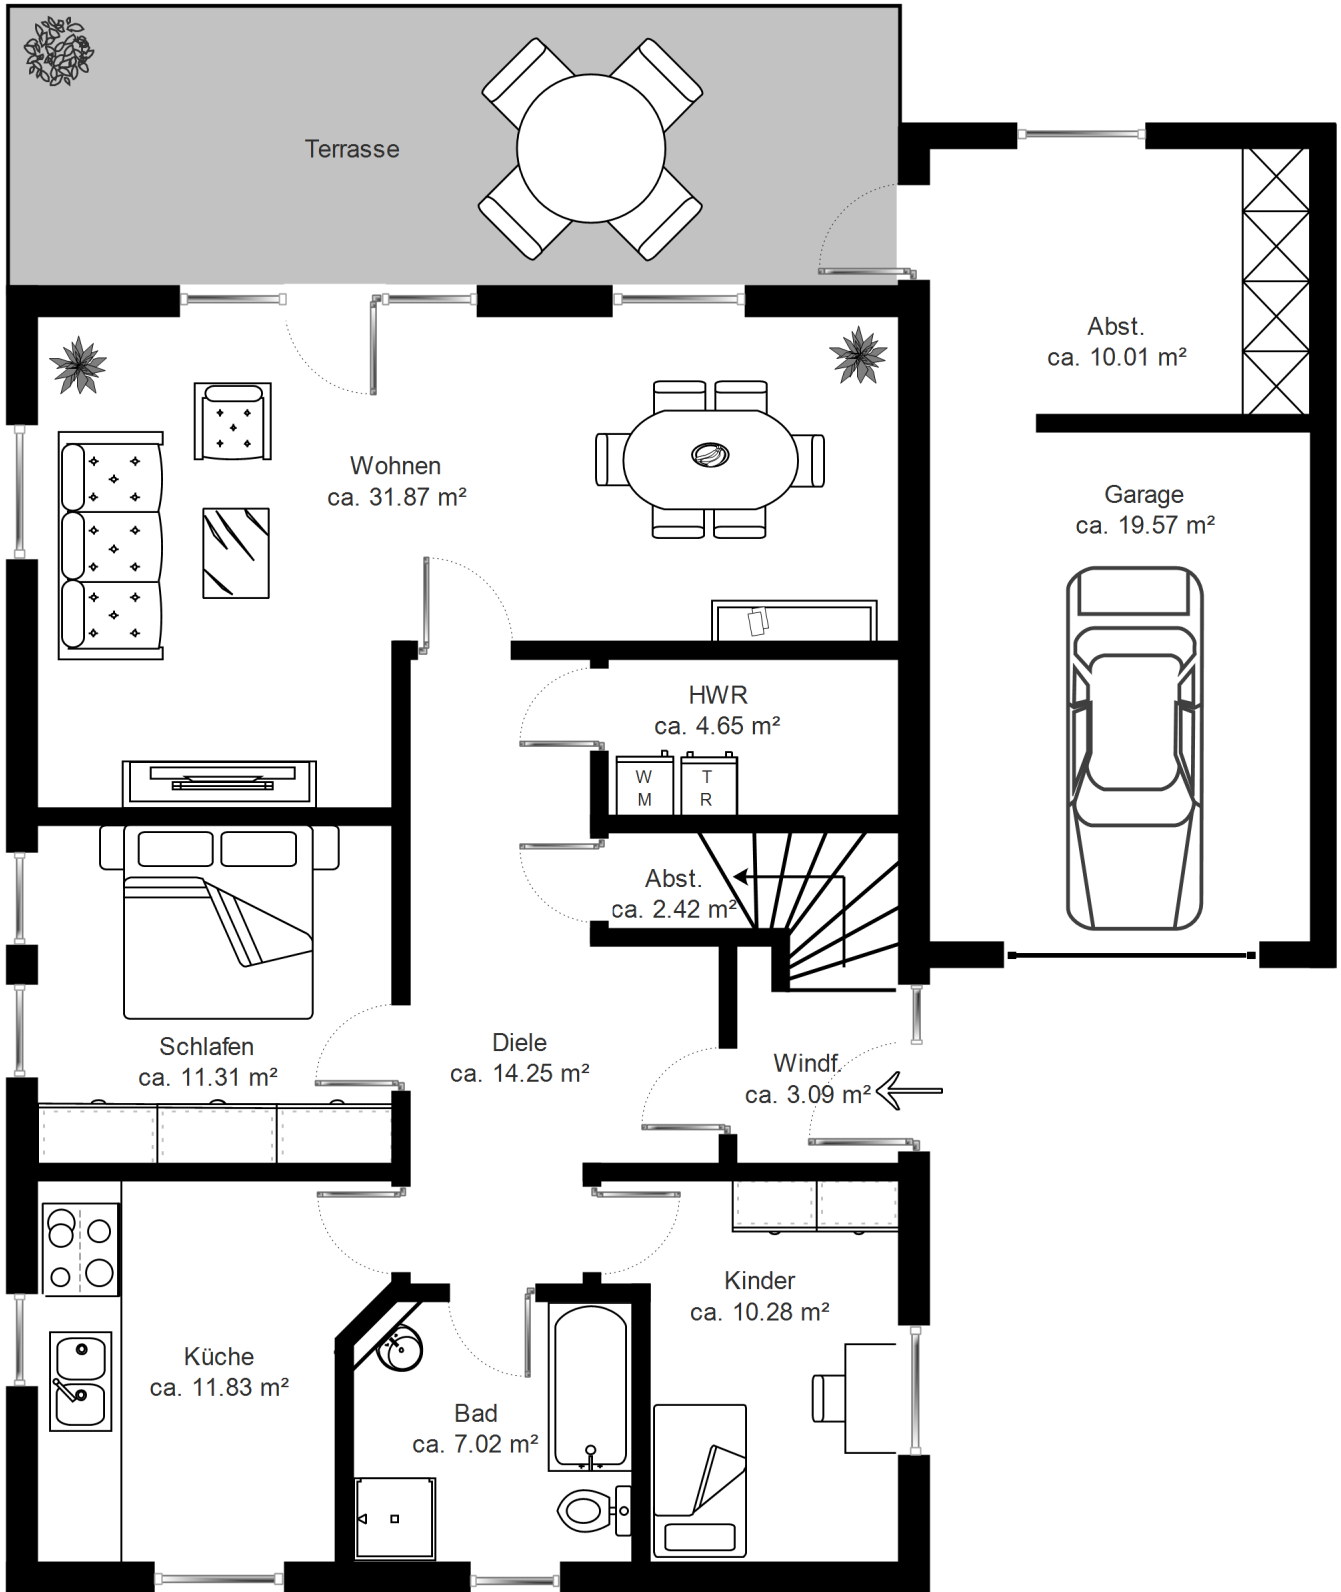 Terrasse
Abst.
ca. 10.01 m²
Wohnen
ca. 31.87 m²
Garage
ca. 19.57 m²
HWR
ca. 4.65 m²
W
M
T
R
Abst.
ca. 2.42 m²
Schlafen
ca. 11.31 m²
Diele
ca. 14.25 m²
Windf.
ca. 3.09 m²
Kinder
ca. 10.28 m²
Küche
ca. 11.83 m²
Bad
ca. 7.02 m²